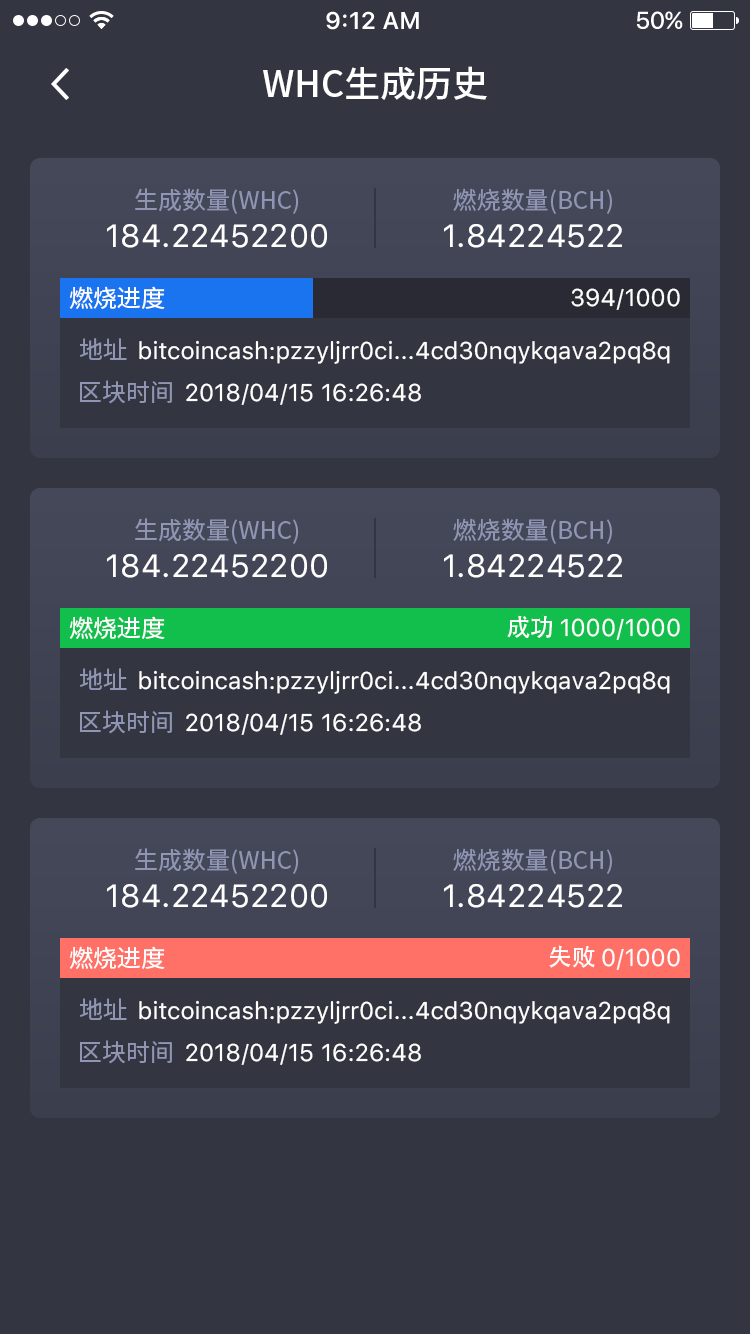 9:12 AM 50%
WHC生成历史
生成数量(WHC) 燃烧数量(BCH)
184.22452200 1.84224522
燃烧进度 394/1000
地址 bitcoincash:pzzyljrr0ci...4cd30nqykqava2pq8q
区块时间 2018/04/15 16:26:48
生成数量(WHC) 燃烧数量(BCH)
184.22452200 1.84224522
燃烧进度 成功 1000/1000
地址 bitcoincash:pzzyljrr0ci...4cd30nqykqava2pq8q
区块时间 2018/04/15 16:26:48
生成数量(WHC) 燃烧数量(BCH)
184.22452200 1.84224522
燃烧进度 失败 0/1000
地址 bitcoincash:pzzyljrr0ci...4cd30nqykqava2pq8q
区块时间 2018/04/15 16:26:48